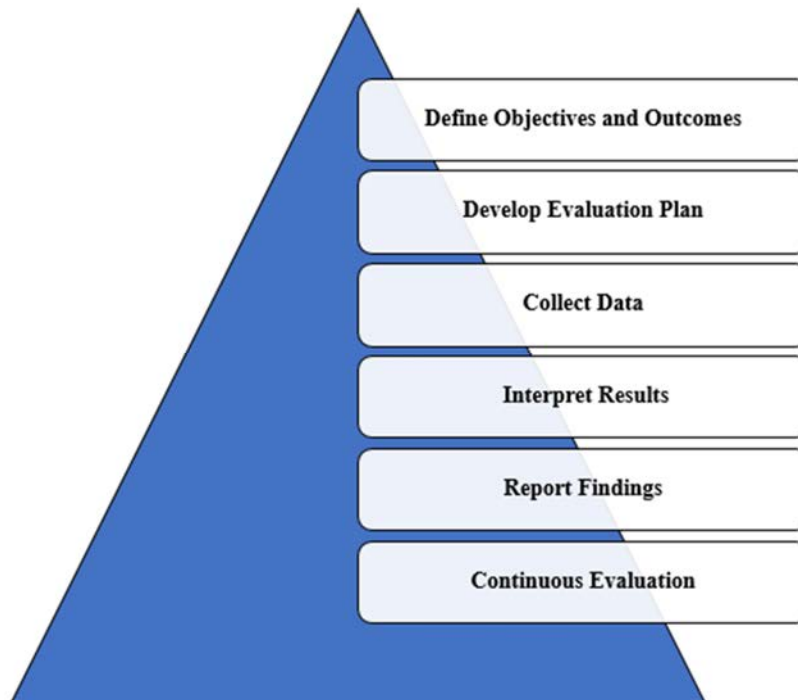 Define Objectives and Outcomes
Develop Evaluation Plan
Collect Data
Interpret Results
Report Findings
Continuous Evaluation